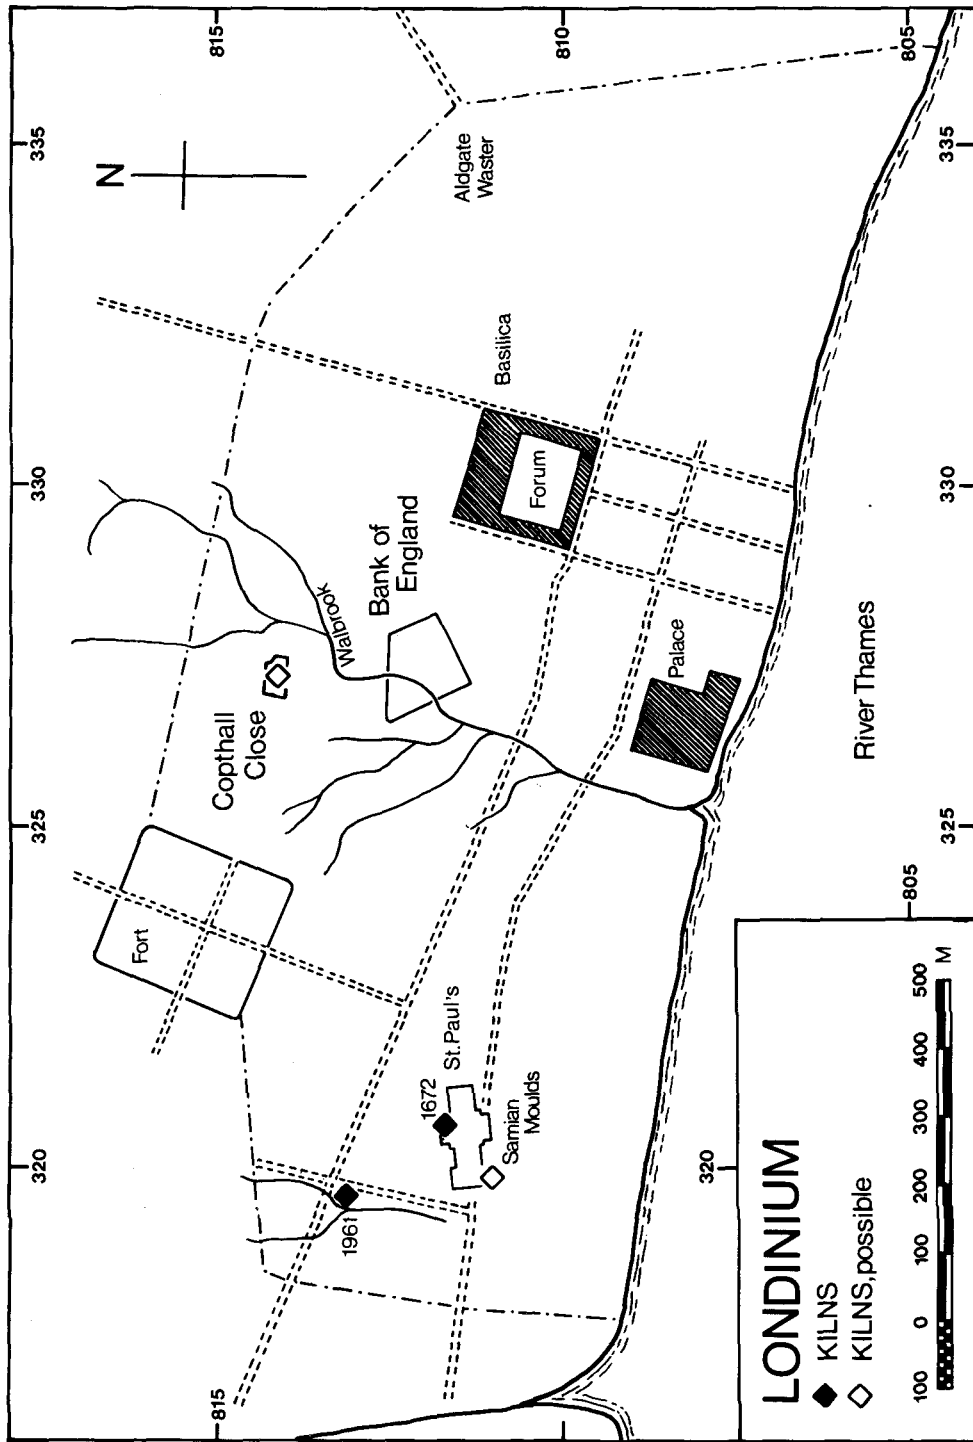 320
325
330
335
815
815
N
Fort
Copthall
Close
Walbrook
Bank of
England
1961
1672
St. Paul's
Samian
Moulds
Basilica
Forum
Aldgate
Waster
810
Palace
River Thames
805
805
320
325
330
335
LONDINIUM
KILNS
KILNS, possible
100 0 100 200 300 400 500 M